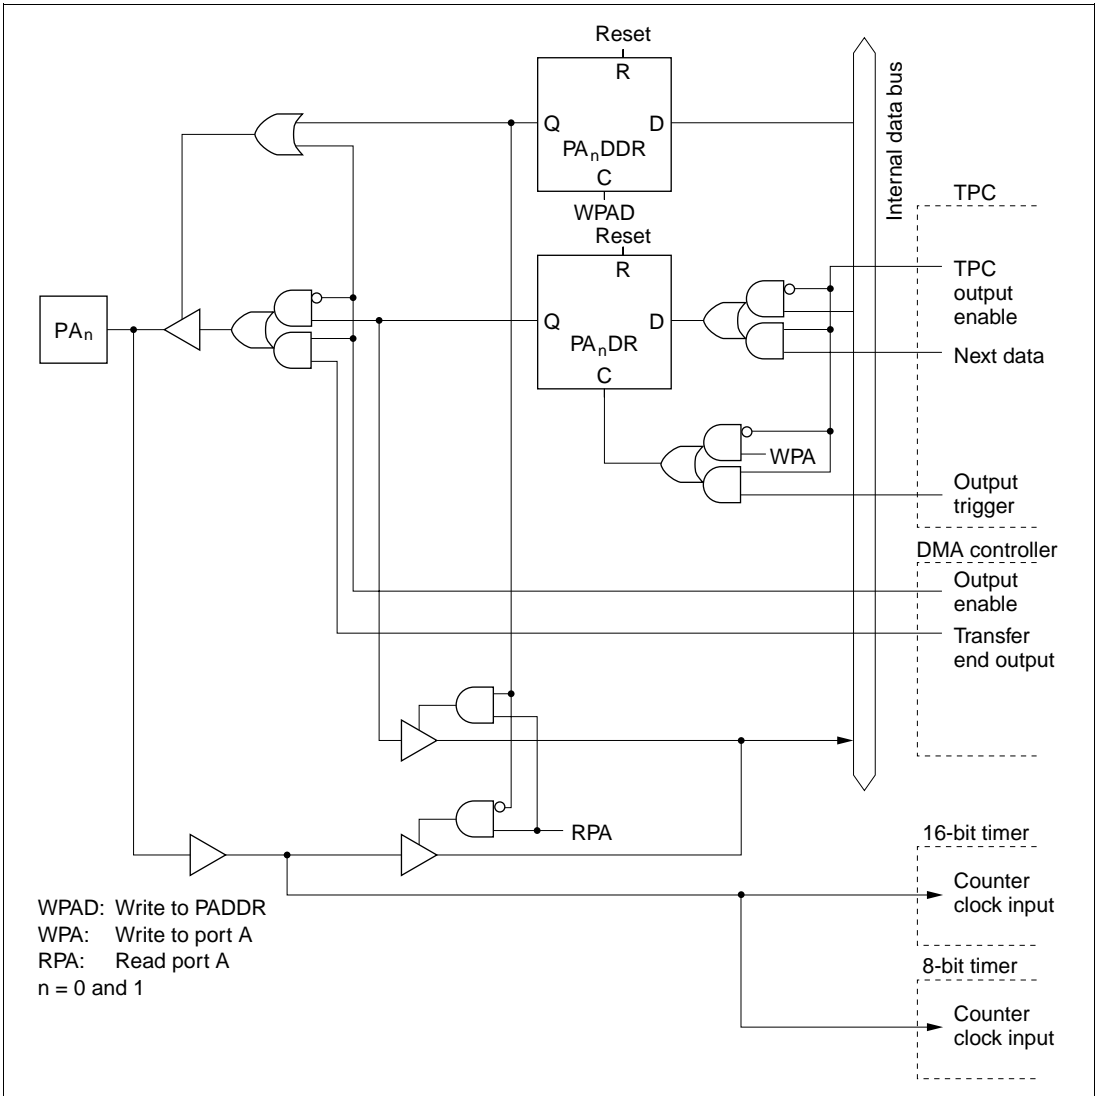 Reset
R
Q
D
PAnDDR
C
WPAD
Internal data bus
TPC
Reset
R
Q
D
PAnDR
C
PAn
TPC
output
enable
Next data
WPA
Output
trigger
DMA controller
Output
enable
Transfer
end output
RPA
16-bit timer
Counter
clock input
8-bit timer
Counter
clock input
WPAD: Write to PADDR
WPA: Write to port A
RPA: Read port A
n = 0 and 1